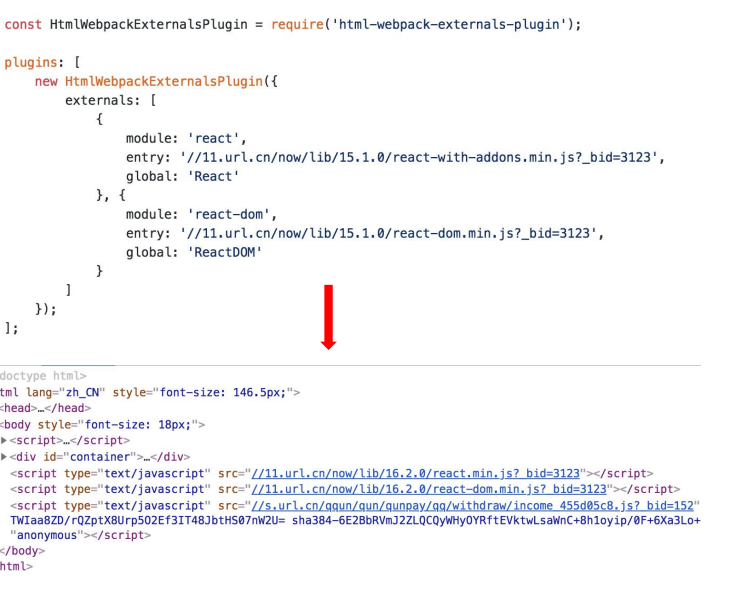 const HtmlWebpackExternalsPlugin = require('html-webpack-externals-plugin');
plugins: [
new HtmlWebpackExternalsPlugin({
externals: [
{
module: 'react',
entry: '//11.url.cn/now/lib/15.1.0/react-with-addons.min.js?_bid=3123',
global: 'React'
}, {
module: 'react-dom',
entry: '//11.url.cn/now/lib/15.1.0/react-dom.min.js?_bid=3123',
global: 'ReactDOM'
}
]
});
];
doctype html>
tml lang="zh_CN" style="font-size: 146.5px;">
<head>…</head>
<body style="font-size: 18px;">
<script>…</script>
<div id="container">…</div>
<script type="text/javascript" src="//11.url.cn/now/lib/16.2.0/react.min.js?_bid=3123"></script>
<script type="text/javascript" src="//11.url.cn/now/lib/16.2.0/react-dom.min.js?_bid=3123"></script>
<script type="text/javascript" src="//s.url.cn/qqun/qun/qunpay/qq/withdraw/income_455d05c8.js?_bid=152"
TWIaa8ZD/rQZptX8Urp5O2Ef3IT48JbtHS07nW2U= sha384-6E2BbRVmJ2ZLQCQyWHyOYRftEVktwLsaWnC+8h1oyip/0F+6Xa3Lo+
"anonymous"></script>
</body>
html>